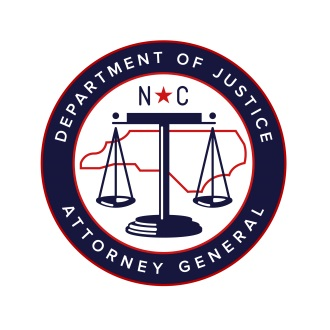 DEPARTMENT OF JUSTICE
N★C
ATTORNEY GENERAL